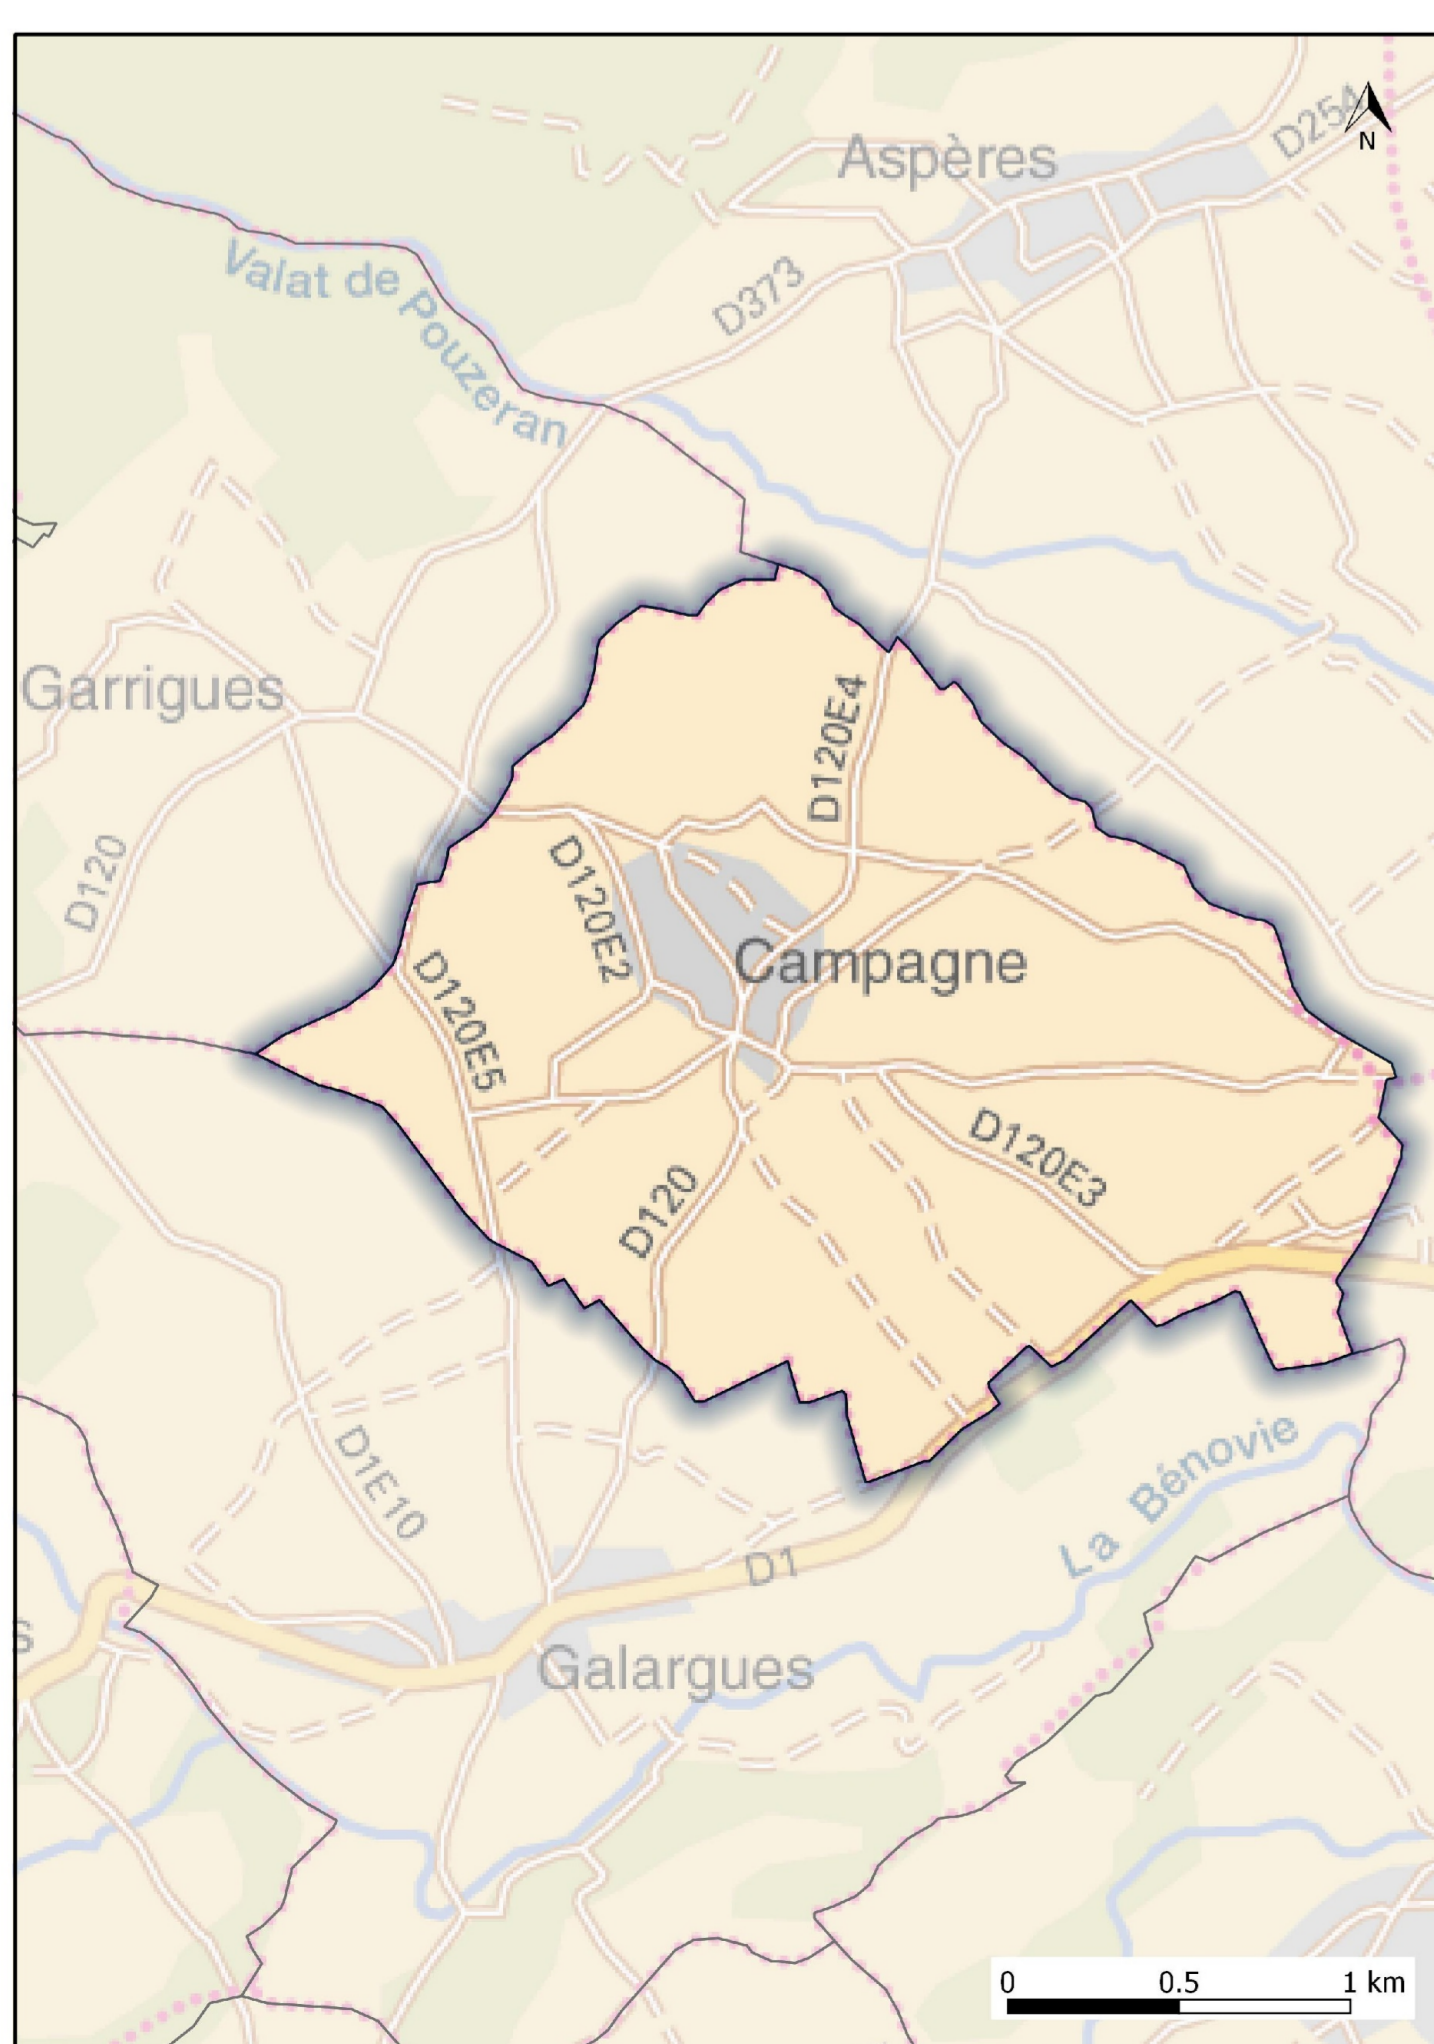 Aspères
D254
N
Valat de Pouzeran
D373
Garrigues
D120E4
D120
D120E2
Campagne
D120E5
D120E3
D120
D1E10
La Bénovie
D1
s
Galargues
0 0.5 1 km